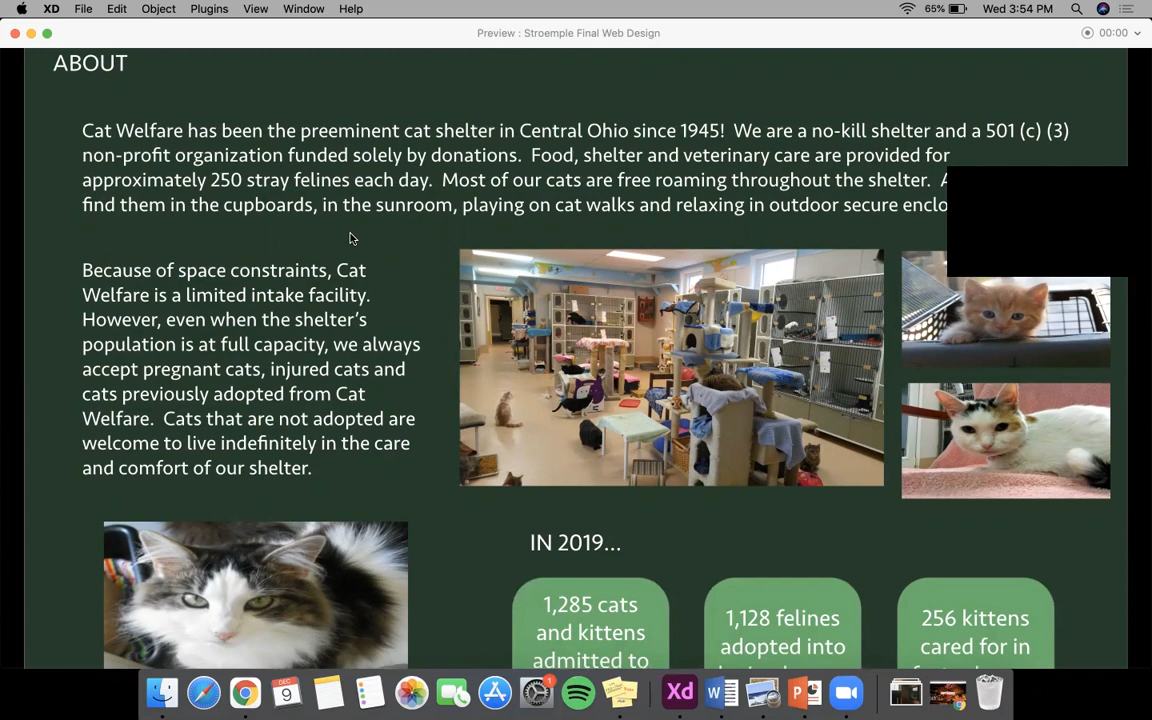 XD File Edit Object Plugins View Window Help 65% Wed 3:54 PM
Preview : Stroemple Final Web Design 00:00
ABOUT
Cat Welfare has been the preeminent cat shelter in Central Ohio since 1945! We are a no-kill shelter and a 501 (c) (3)
non-profit organization funded solely by donations. Food, shelter and veterinary care are provided for
approximately 250 stray felines each day. Most of our cats are free roaming throughout the shelter.
find them in the cupboards, in the sunroom, playing on cat walks and relaxing in outdoor secure
Because of space constraints, Cat
Welfare is a limited intake facility.
However, even when the shelter's
population is at full capacity, we always
accept pregnant cats, injured cats and
cats previously adopted from Cat
Welfare. Cats that are not adopted are
welcome to live indefinitely in the care
and comfort of our shelter.
IN 2019...
1,285 cats
and kittens
admitted to
1,128 felines
adopted into
256 kittens
cared for in
DEC
9
1
Xd